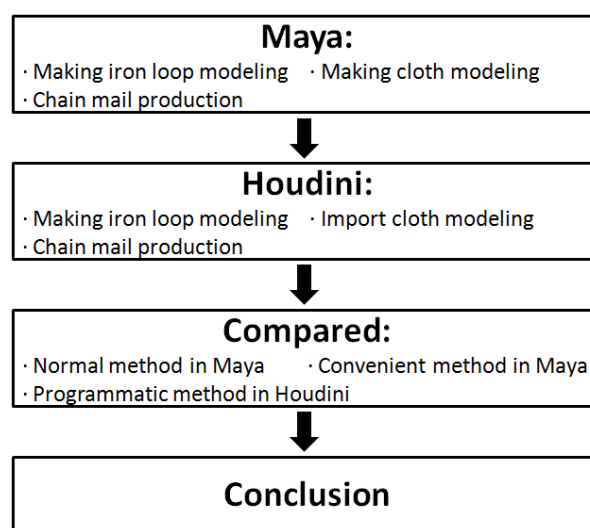 Maya:
· Making iron loop modeling · Making cloth modeling
· Chain mail production
Houdini:
· Making iron loop modeling · Import cloth modeling
· Chain mail production
Compared:
· Normal method in Maya · Convenient method in Maya
· Programmatic method in Houdini
Conclusion